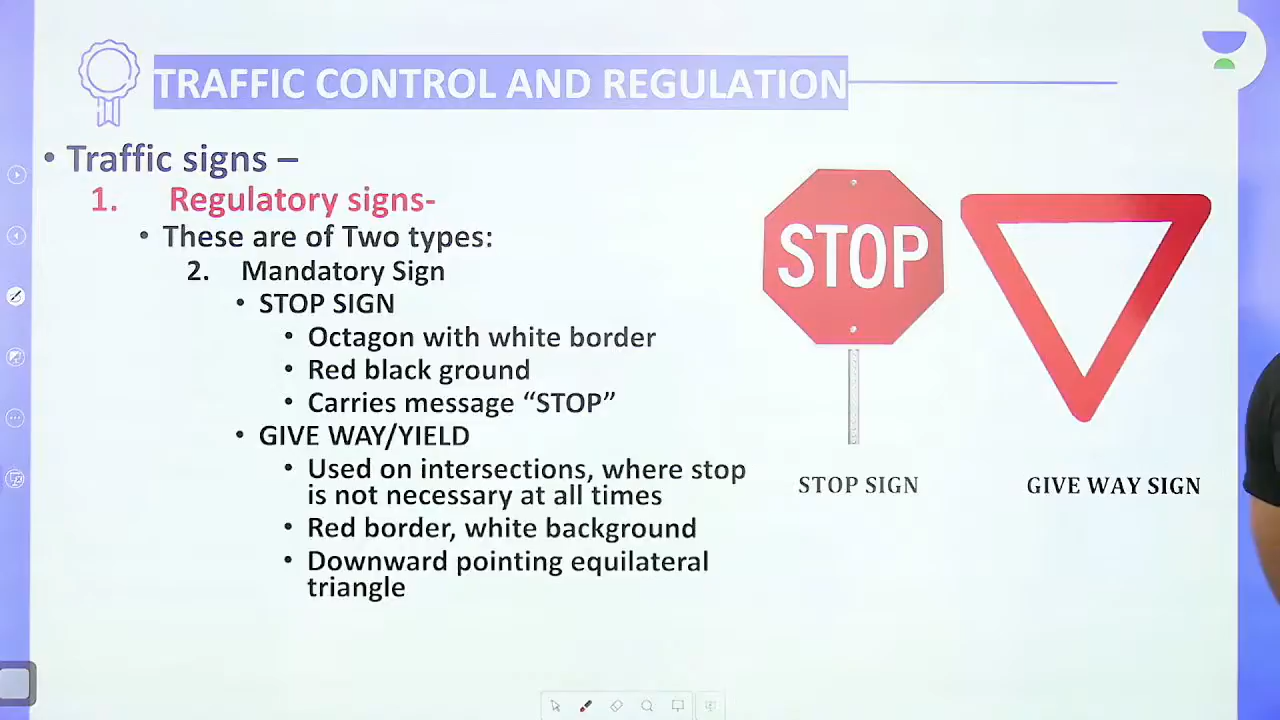 TRAFFIC CONTROL AND REGULATION
• Traffic signs –
1. Regulatory signs-
• These are of Two types:
2. Mandatory Sign
• STOP SIGN
• Octagon with white border
• Red black ground
• Carries message “STOP”
• GIVE WAY/YIELD
• Used on intersections, where stop
is not necessary at all times
• Red border, white background
• Downward pointing equilateral
triangle
STOP
STOP SIGN
GIVE WAY SIGN